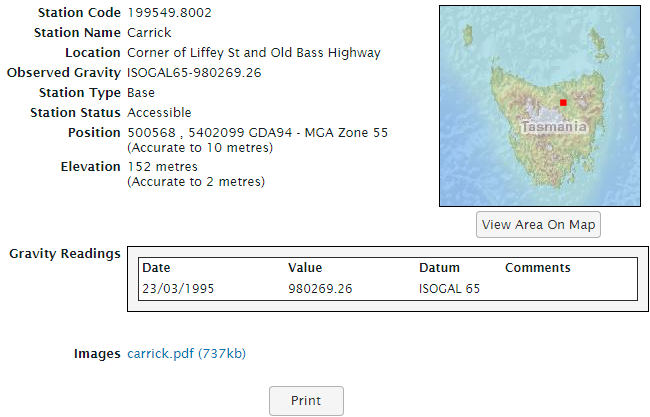 Station Code 199549.8002
Station Name Carrick
Location Corner of Liffey St and Old Bass Highway
Observed Gravity ISOGAL65-980269.26
Station Type Base
Station Status Accessible
Position 500568 , 5402099 GDA94 - MGA Zone 55
(Accurate to 10 metres)
Elevation 152 metres
(Accurate to 2 metres)
Tasmania
View Area On Map
Gravity Readings
Date Value Datum Comments
23/03/1995 980269.26 ISOGAL 65
Images carrick.pdf (737kb)
Print